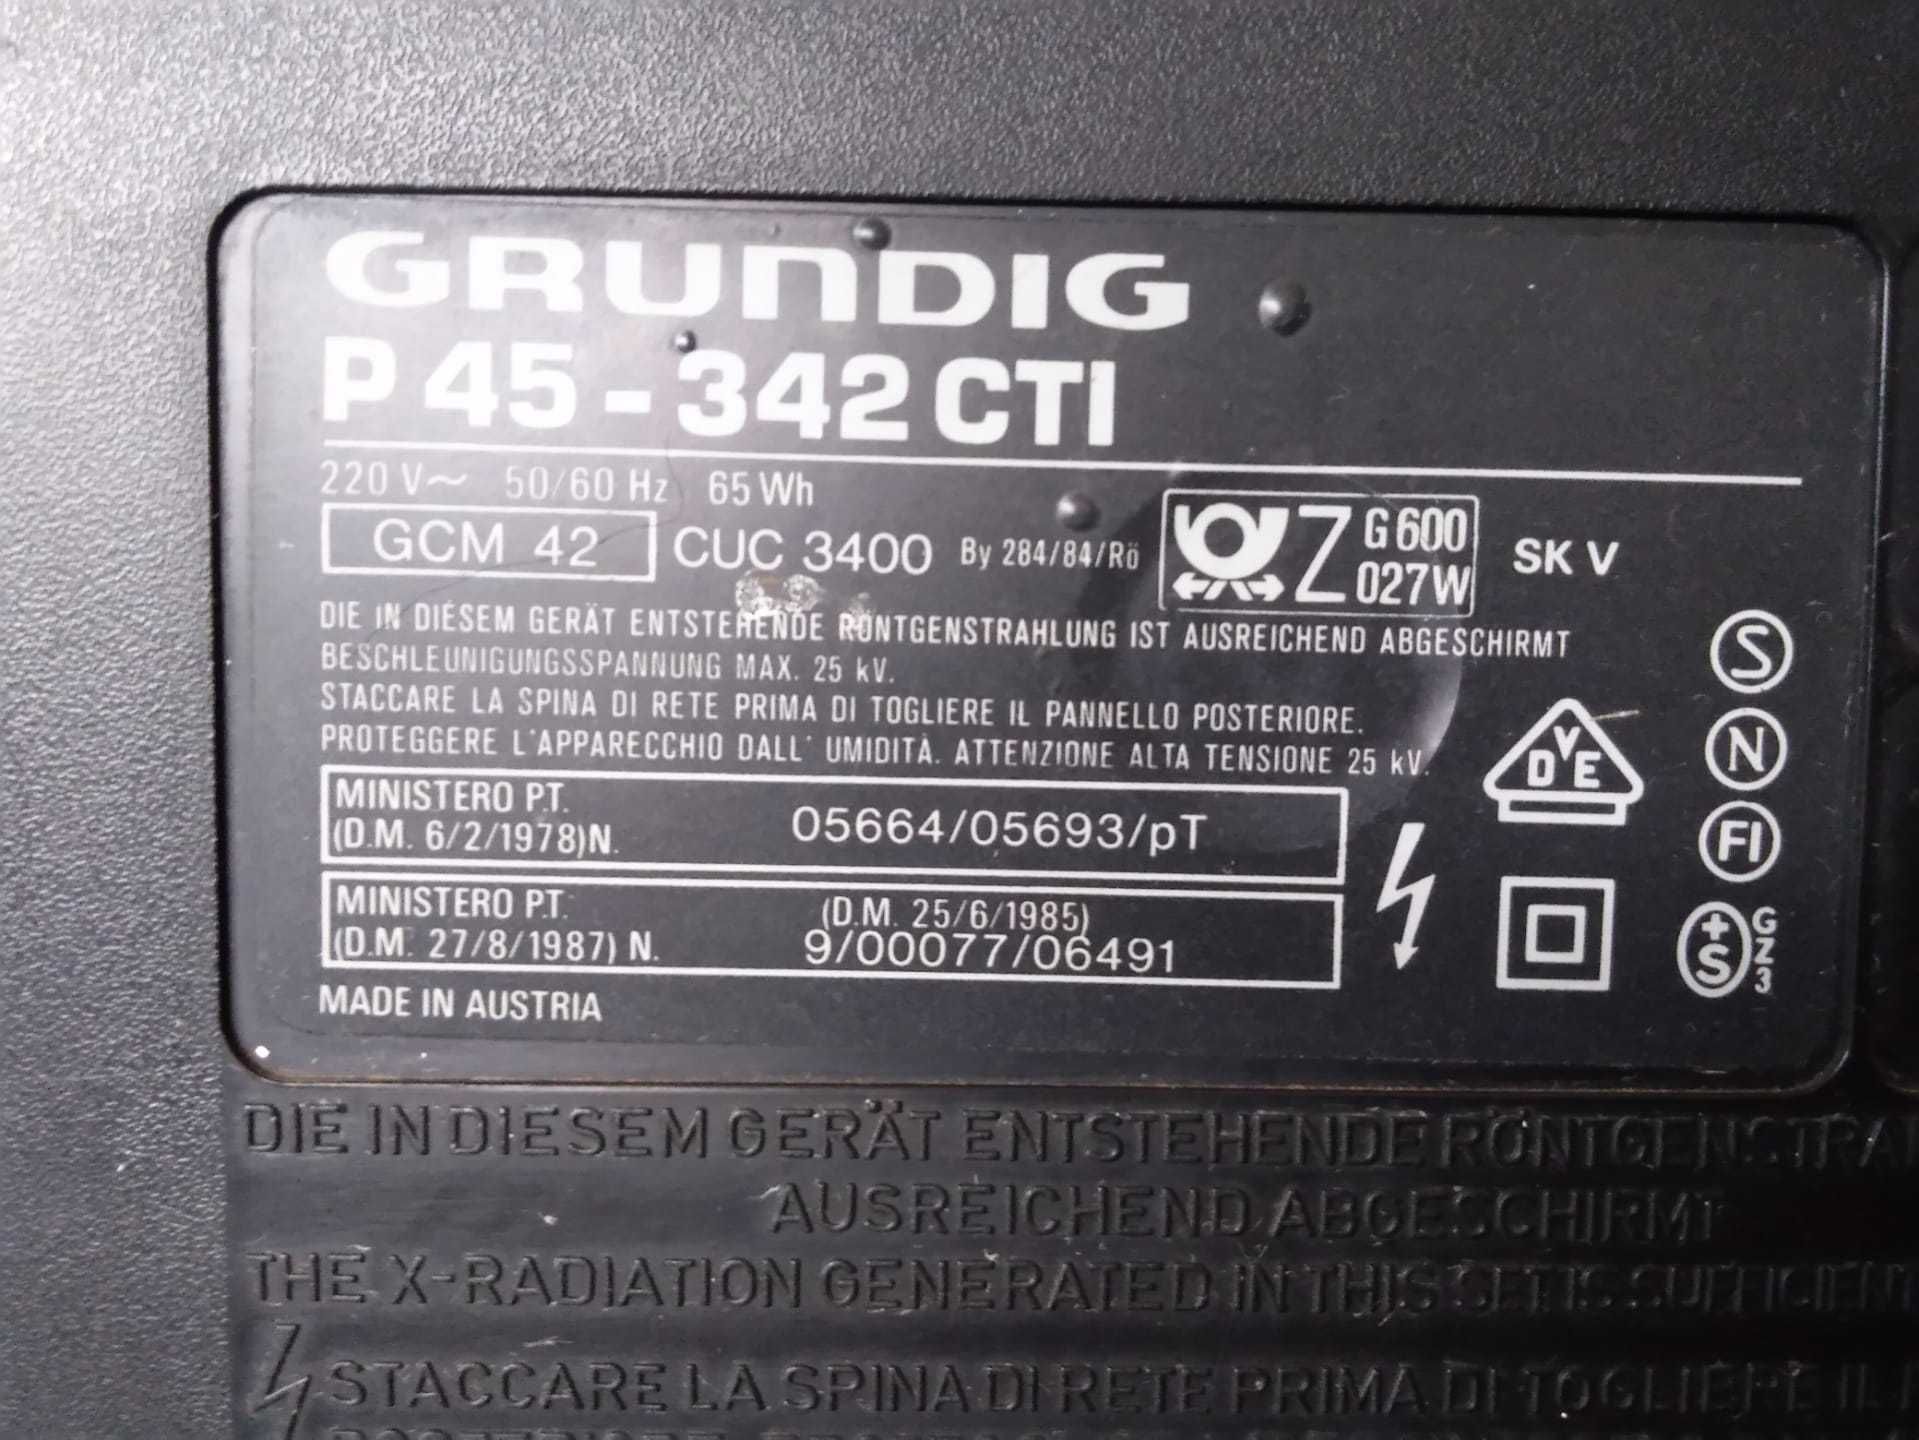 GRUNDIG
P 45 - 342 CTI
220 V~ 50/60 Hz 65 Wh
GCM 42 CUC 3400 By 284/84/Rö Z G 600 027W SK V
DIE IN DIESEM GERÄT ENTSTEHENDE RÖNTGENSTRAHLUNG IST AUSREICHEND ABGESCHIRMT
BESCHLEUNIGUNGSSPANNUNG MAX. 25 kV.
STACCARE LA SPINA DI RETE PRIMA DI TOGLIERE IL PANNELLO POSTERIORE.
PROTEGGERE L'APPARECCHIO DALL' UMIDITÀ. ATTENZIONE ALTA TENSIONE 25 kV.
S
N
FI
+S GZ3
DVE
MINISTERO P.T.
(D.M. 6/2/1978)N. 05664/05693/pT
MINISTERO P.T. (D.M. 25/6/1985)
(D.M. 27/8/1987) N. 9/00077/06491
MADE IN AUSTRIA
DIE IN DIESEM GERÄT ENTSTEHENDE
AUSREICHEND ABGESCHIRMT
THE X-RADIATION GENERATED IN THIS SET IS
STACCARE LA SPINA DI RETE PRIMA DI TOGLIERE IL